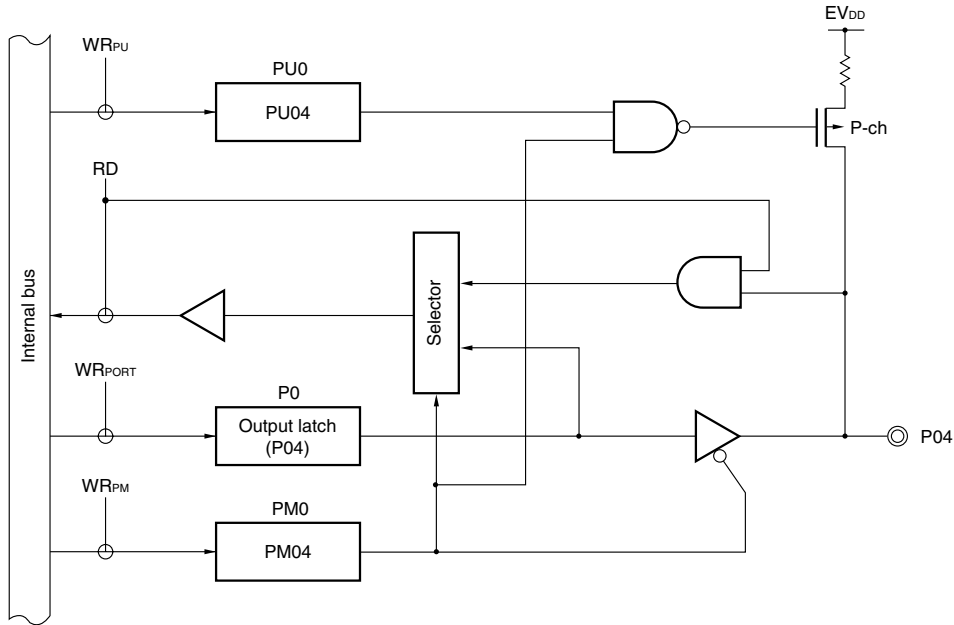 EVDD
WRPU
PU0
PU04
P-ch
RD
Internal bus
Selector
WRPORT
P0
Output latch
(P04)
P04
WRPM
PM0
PM04